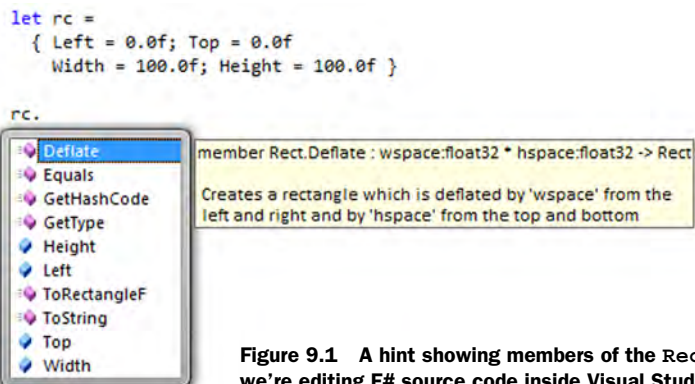 let rc =
{ Left = 0.0f; Top = 0.0f
Width = 100.0f; Height = 100.0f }
rc.
Deflate
Equals
GetHashCode
GetType
Height
Left
ToRectangleF
ToString
Top
Width
member Rect.Deflate : wspace:float32 * hspace:float32 -> Rect
Creates a rectangle which is deflated by 'wspace' from the
left and right and by 'hspace' from the top and bottom
Figure 9.1 A hint showing members of the Rec
we're editing F# source code inside Visual Stud